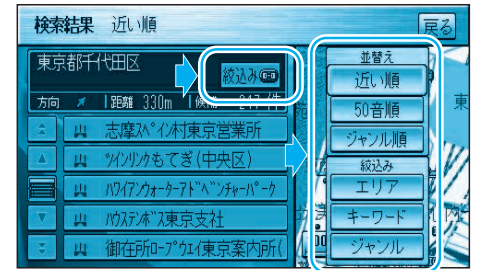 検索結果 近い順
戻る
東京都千代田区
絞込み
方向 距離 330m 候補
志摩スペイン村東京営業所
ツインリンクもてぎ(中央区)
ハワイアンウォーターアドベンチャーパーク
ハウステンボス東京支社
御在所ロープウェイ東京案内所(
並替え
近い順
50音順
ジャンル順
絞込み
エリア
キーワード
ジャンル
東